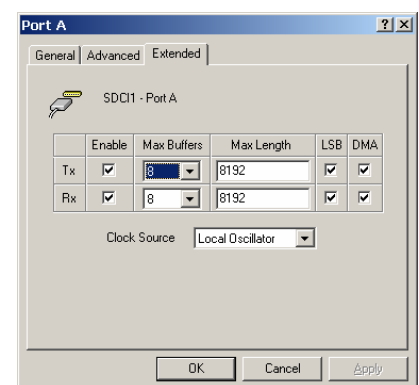 Port A ? X
General Advanced Extended
SDCI1 - Port A
Enable Max Buffers Max Length LSB DMA
Tx 8 8192
Rx 8 8192
Clock Source Local Oscillator
OK Cancel Apply